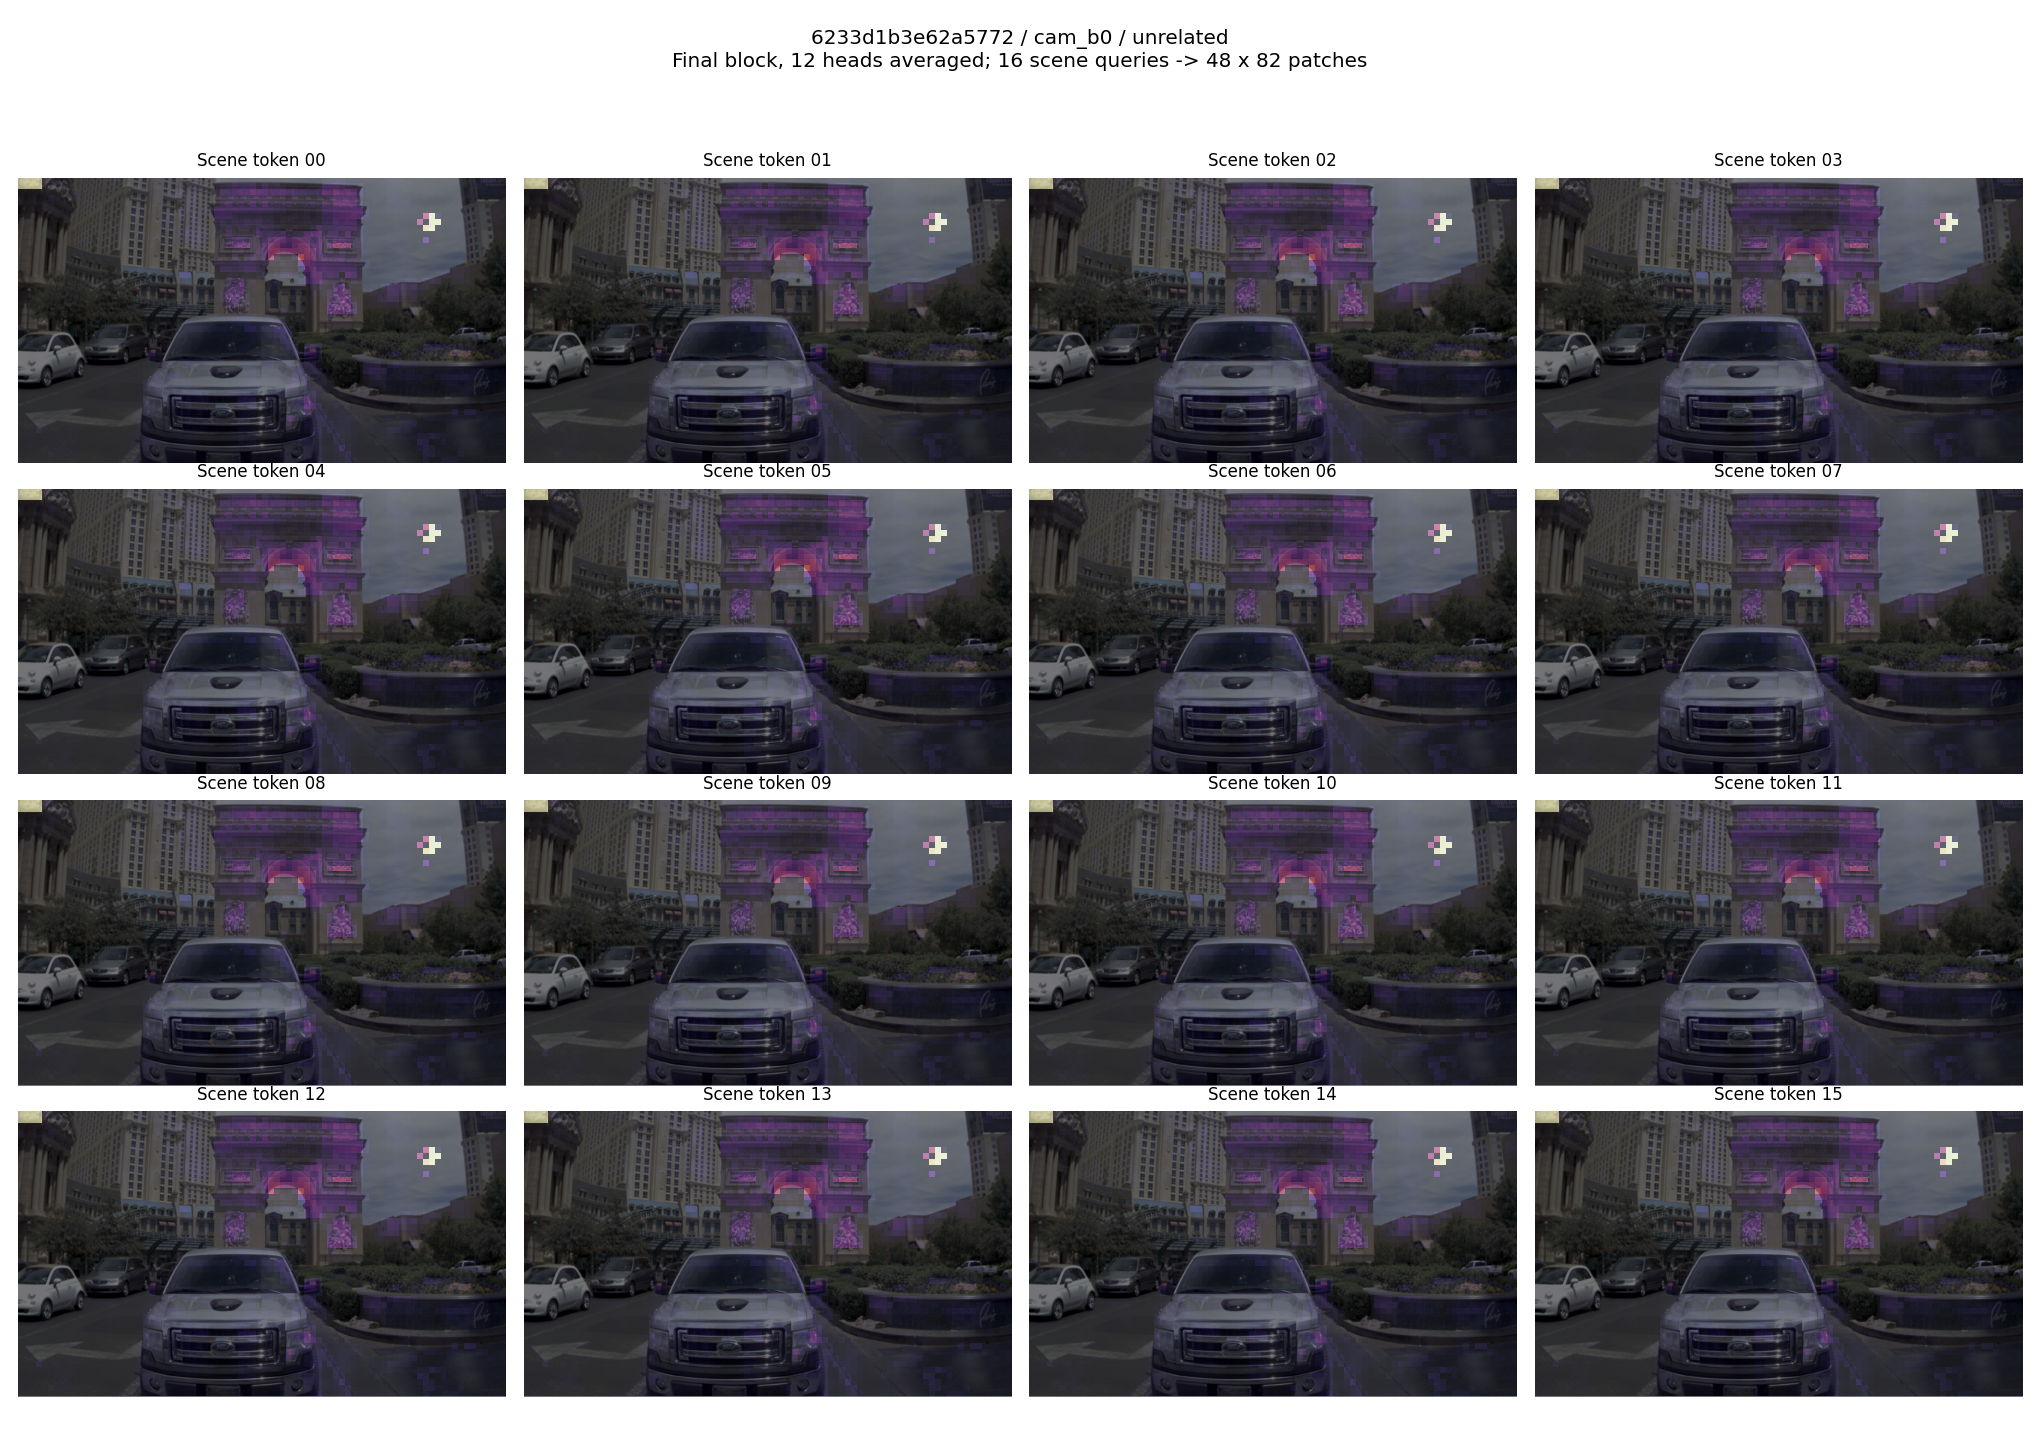 6233d1b3e62a5772 / cam_b0 / unrelated
Final block, 12 heads averaged; 16 scene queries -> 48 x 82 patches
Scene token 00
Scene token 01
Scene token 02
Scene token 03
Scene token 04
Scene token 05
Scene token 06
Scene token 07
Scene token 08
Scene token 09
Scene token 10
Scene token 11
Scene token 12
Scene token 13
Scene token 14
Scene token 15